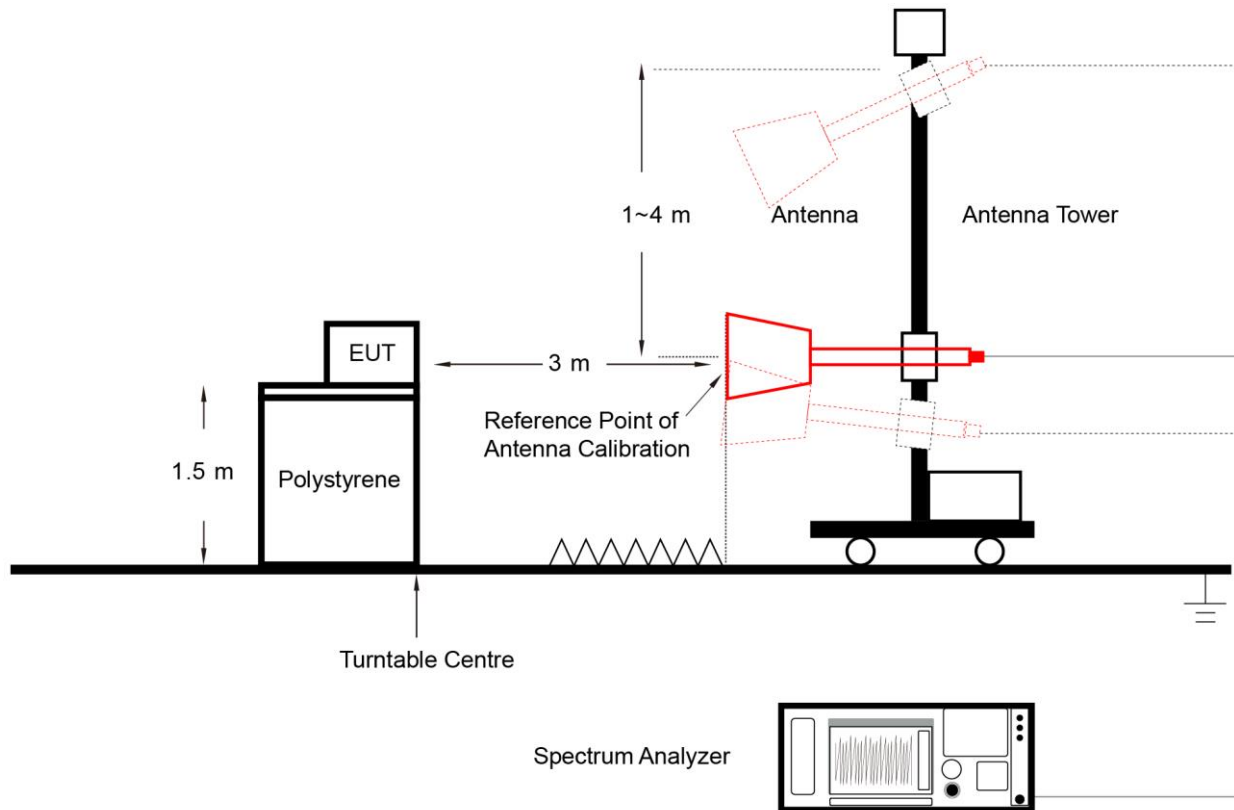 1~4 m
Antenna
Antenna Tower
EUT
3 m
Reference Point of
Antenna Calibration
1.5 m
Polystyrene
Turntable Centre
Spectrum Analyzer